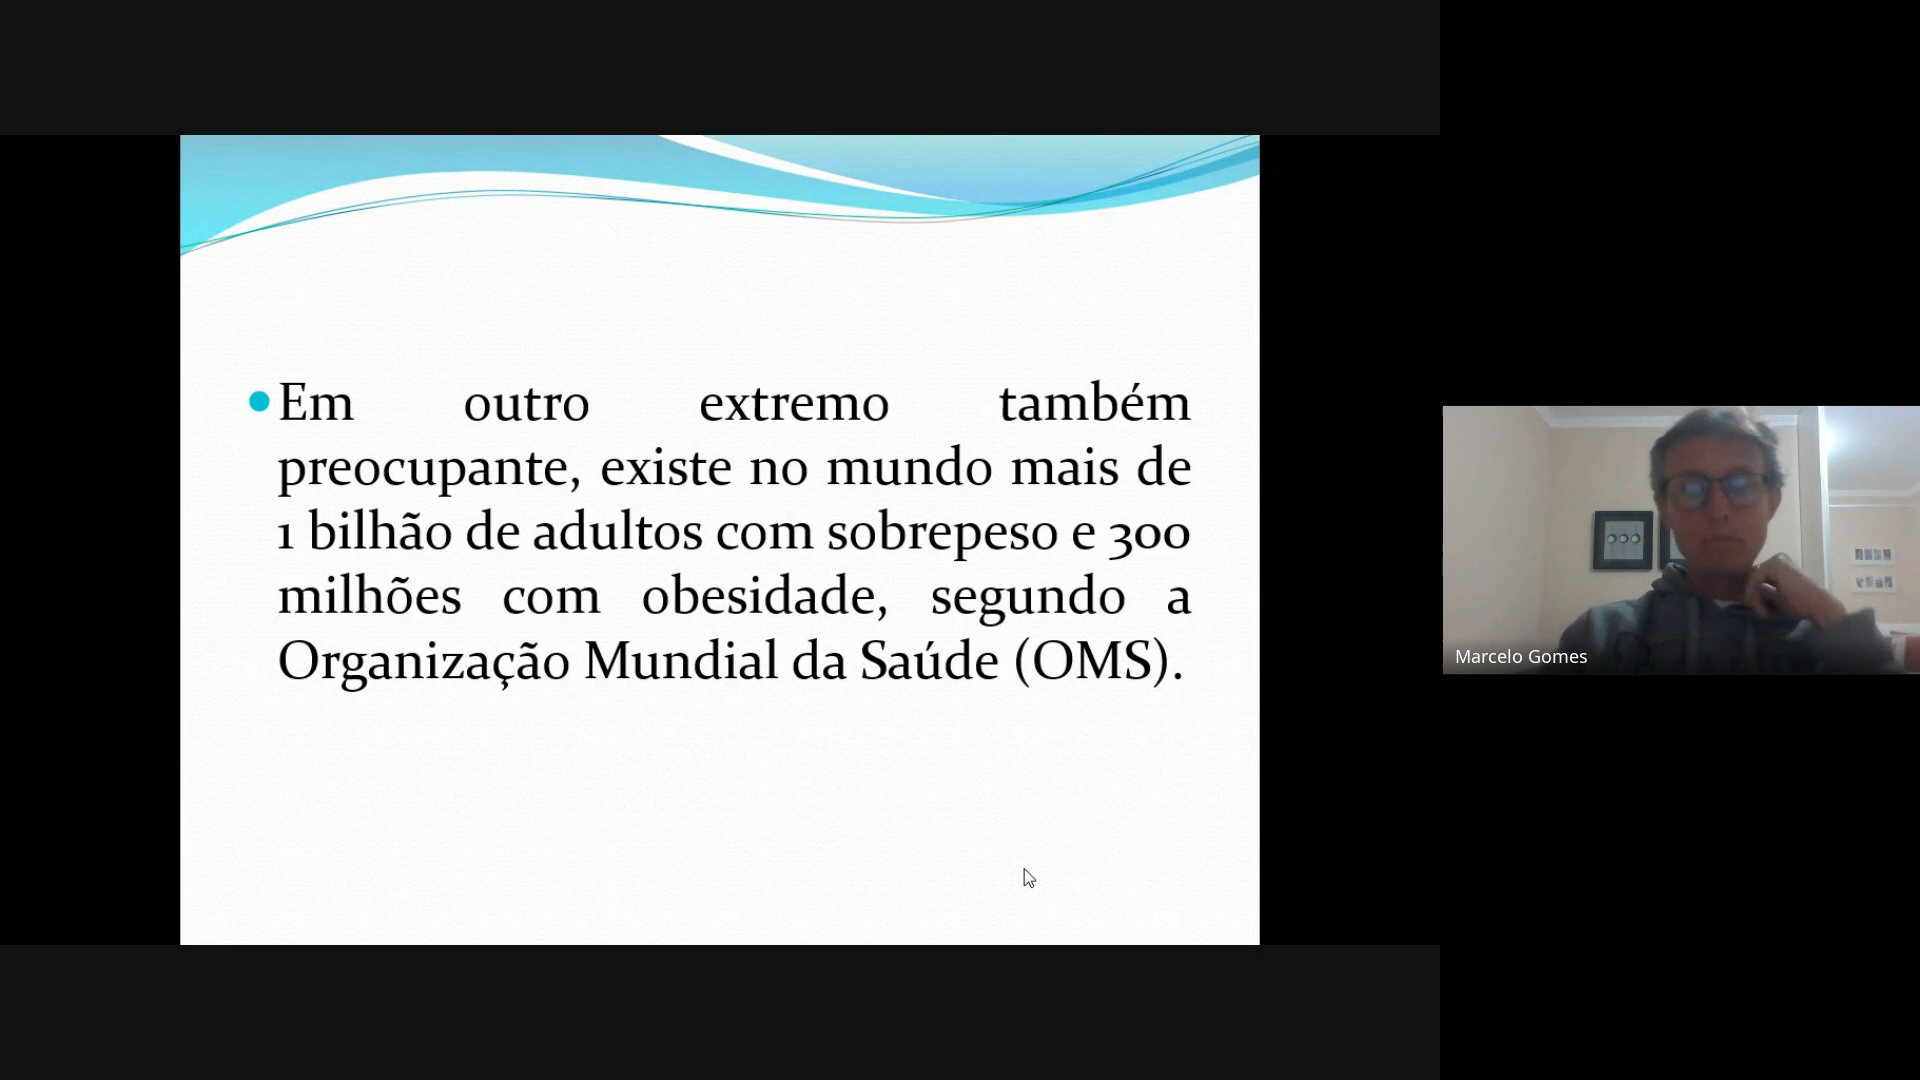 Em outro extremo também
preocupante, existe no mundo mais de
1 bilhão de adultos com sobrepeso e 300
milhões com obesidade, segundo a
Organização Mundial da Saúde (OMS).
Marcelo Gomes